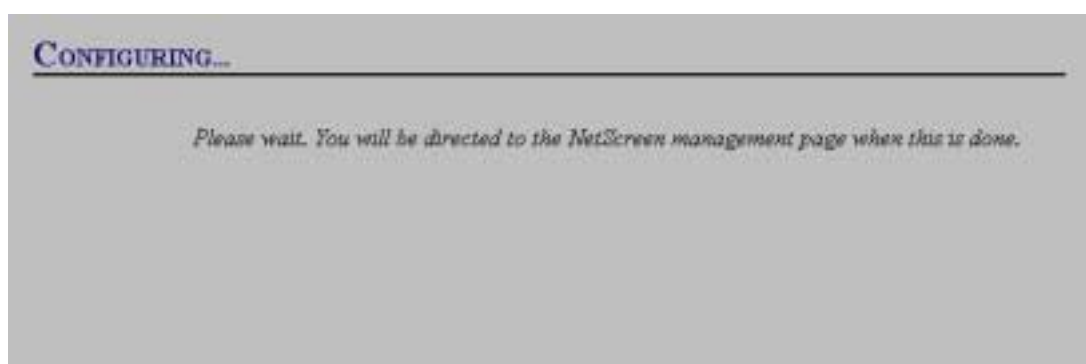 CONFIGURING...
Please wait. You will be directed to the NetScreen management page when this is done.